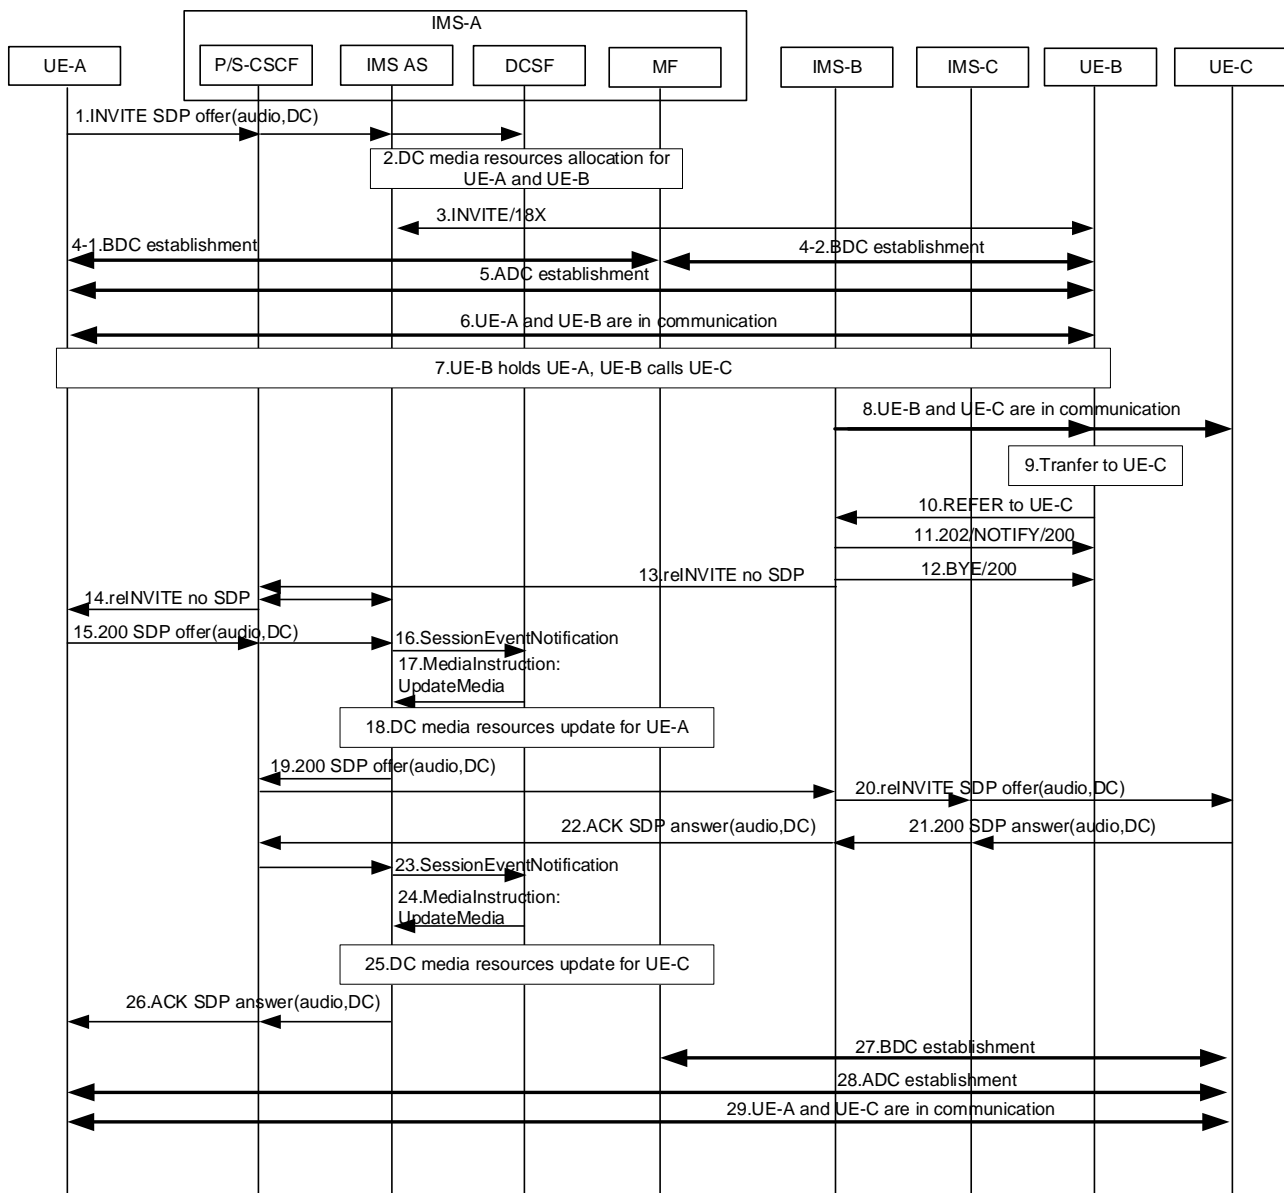 IMS-A
UE-A
P/S-CSCF
IMS AS
DCSF
MF
IMS-B
IMS-C
UE-B
UE-C
1.INVITE SDP offer(audio,DC)
2.DC media resources allocation for
UE-A and UE-B
3.INVITE/18X
4-1.BDC establishment
4-2.BDC establishment
5.ADC establishment
6.UE-A and UE-B are in communication
7.UE-B holds UE-A, UE-B calls UE-C
8.UE-B and UE-C are in communication
9.Tranfer to UE-C
10.REFER to UE-C
11.202/NOTIFY/200
12.BYE/200
13.reINVITE no SDP
14.reINVITE no SDP
15.200 SDP offer(audio,DC)
16.SessionEventNotification
17.MediaInstruction:
UpdateMedia
18.DC media resources update for UE-A
19.200 SDP offer(audio,DC)
20.reINVITE SDP offer(audio,DC)
22.ACK SDP answer(audio,DC)
21.200 SDP answer(audio,DC)
23.SessionEventNotification
24.MediaInstruction:
UpdateMedia
25.DC media resources update for UE-C
26.ACK SDP answer(audio,DC)
27.BDC establishment
28.ADC establishment
29.UE-A and UE-C are in communication